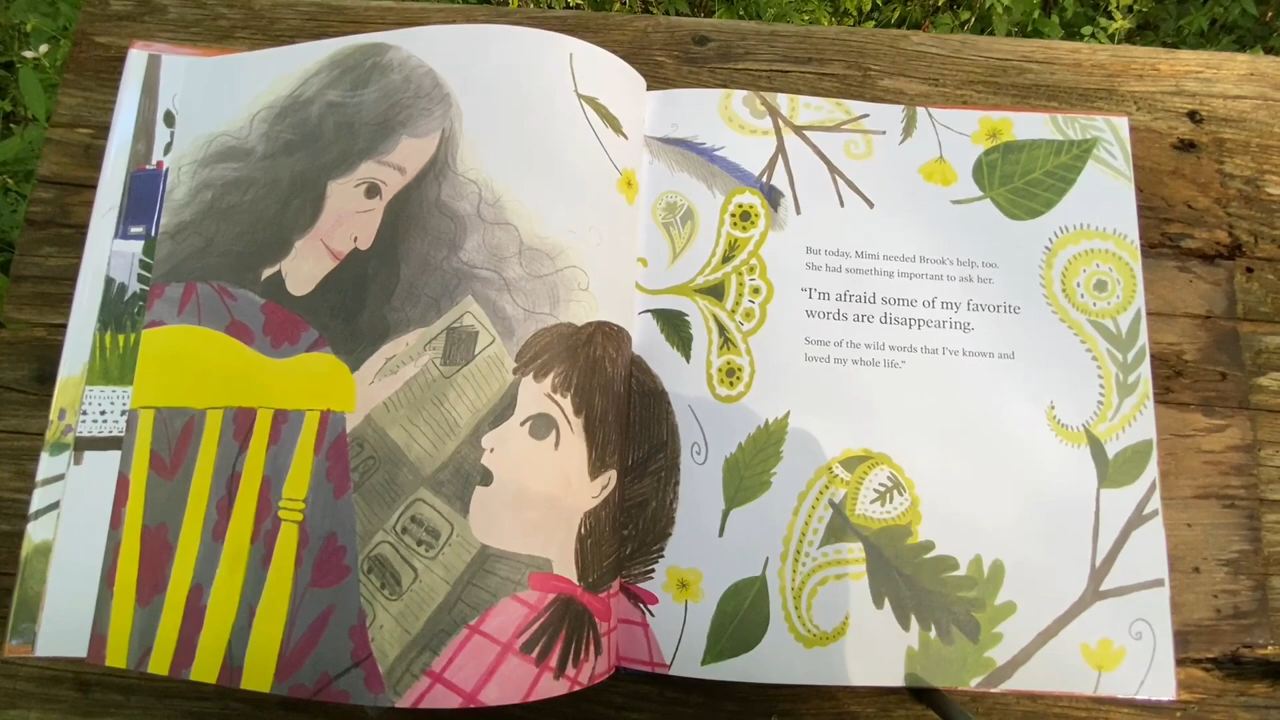 But today, Mimi needed Brook's help, too.
She had something important to ask her.
"I'm afraid some of my favorite
words are disappearing.
Some of the wild words that I've known and
loved my whole life."